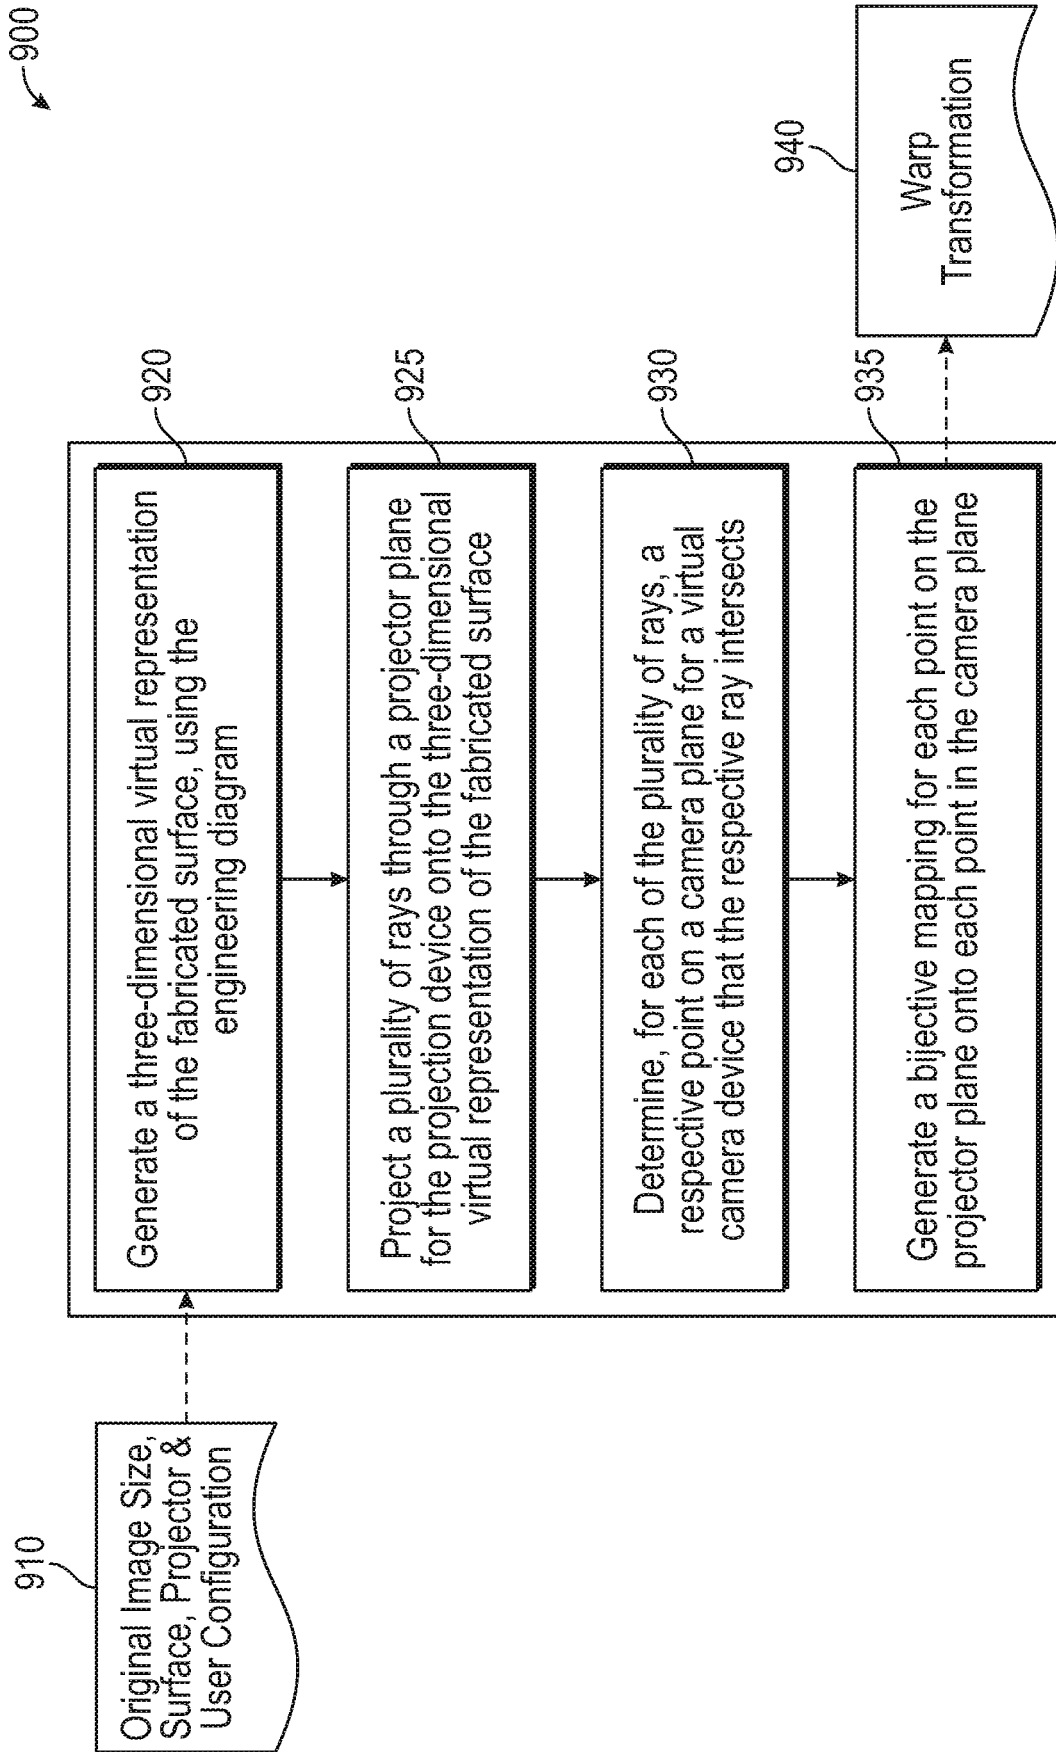 900
910
Original Image Size,
Surface, Projector &
User Configuration
920
Generate a three-dimensional virtual representation
of the fabricated surface, using the
engineering diagram
925
Project a plurality of rays through a projector plane
for the projection device onto the three-dimensional
virtual representation of the fabricated surface
930
Determine, for each of the plurality of rays, a
respective point on a camera plane for a virtual
camera device that the respective ray intersects
935
Generate a bijective mapping for each point on the
projector plane onto each point in the camera plane
940
Warp
Transformation